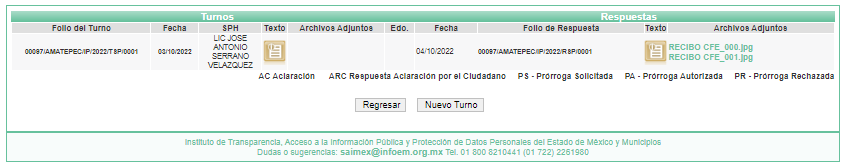 Turnos Respuestas
Folio del Turno Fecha SPH Texto Archivos Adjuntos Edo. Fecha Folio de Respuesta Texto Archivos Adjuntos
00097/AMATEPEC/IP/2022/TSP/0001 03/10/2022 LIC JOSE ANTONIO SERRANO VELAZQUEZ 04/10/2022 00097/AMATEPEC/IP/2022/RSP/0001 RECIBO CFE_000.jpg
RECIBO CFE_001.jpg
AC Aclaración ARC Respuesta Aclaración por el Ciudadano PS - Prórroga Solicitada PA - Prórroga Autorizada PR - Prórroga Rechazada
Regresar Nuevo Turno
Instituto de Transparencia, Acceso a la Información Pública y Protección de Datos Personales del Estado de México y Municipios
Dudas o sugerencias: saimex@infoem.org.mx Tel. 01 800 8210441 (01 722) 2261980